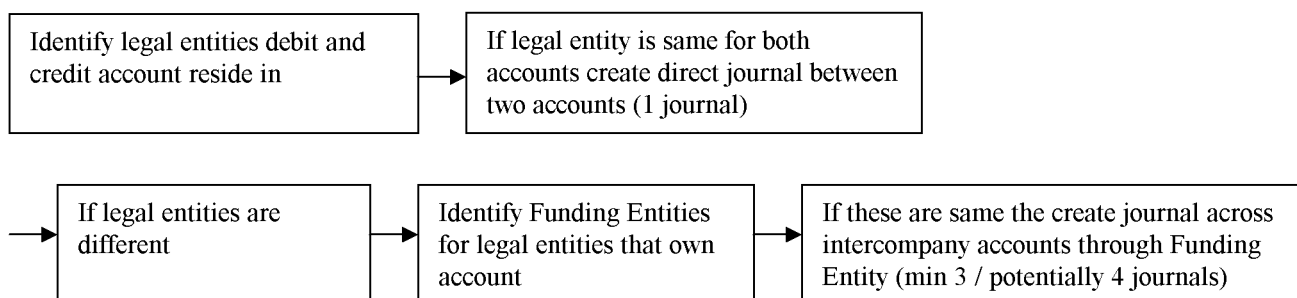 Identify legal entities debit and
credit account reside in
If legal entity is same for both
accounts create direct journal between
two accounts (1 journal)
If legal entities are
different
Identify Funding Entities
for legal entities that own
account
If these are same the create journal across
intercompany accounts through Funding
Entity (min 3 / potentially 4 journals)